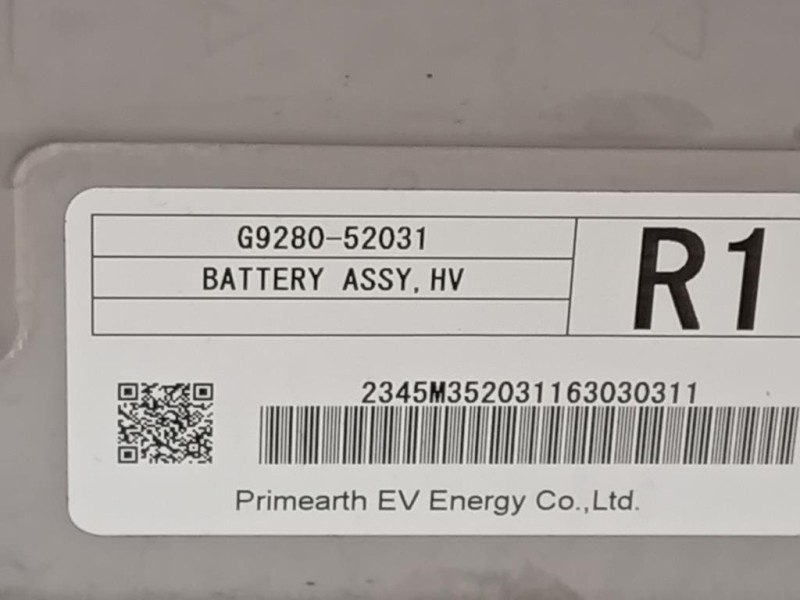 G9280-52031
BATTERY ASSY,HV
R1
2345M352031163030311
Primearth EV Energy Co.,Ltd.